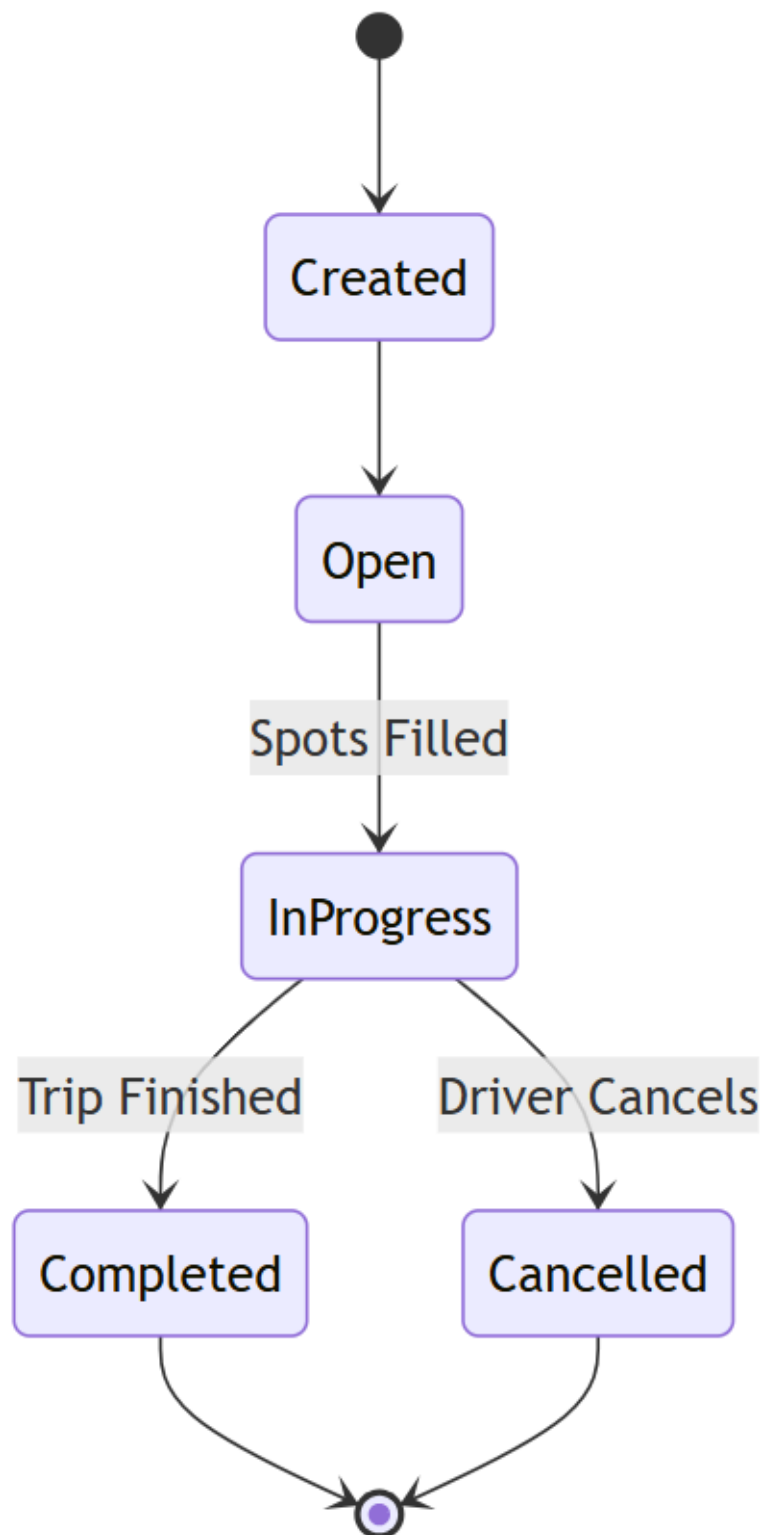 Created
Open
Spots Filled
InProgress
Trip Finished
Driver Cancels
Completed
Cancelled